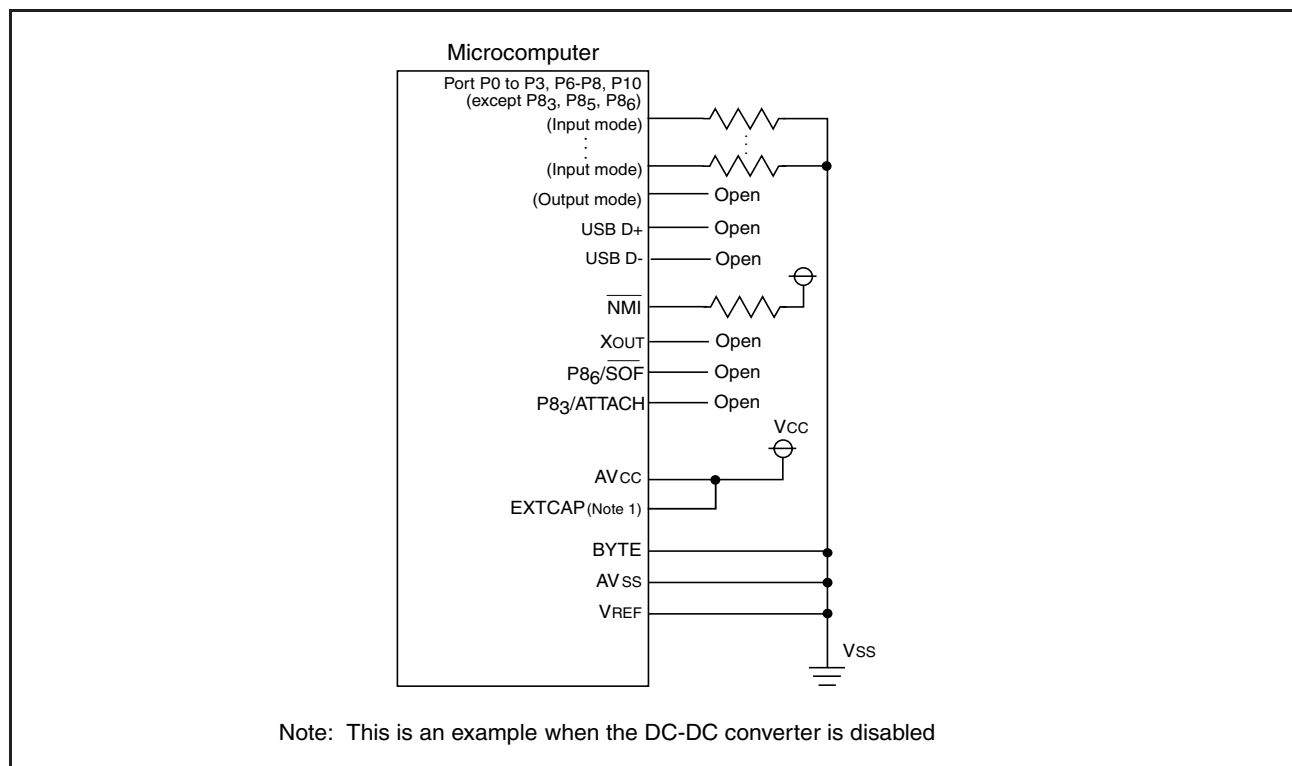 Microcomputer
Port P0 to P3, P6-P8, P10
(except P83, P85, P86)
(Input mode)
(Input mode)
(Output mode)
Open
USB D+
Open
USB D-
Open
NMI
XOUT
Open
P86/SOF
Open
P83/ATTACH
Open
VCC
AVCC
EXTCAP(Note 1)
BYTE
AVSS
VREF
VSS
Note: This is an example when the DC-DC converter is disabled